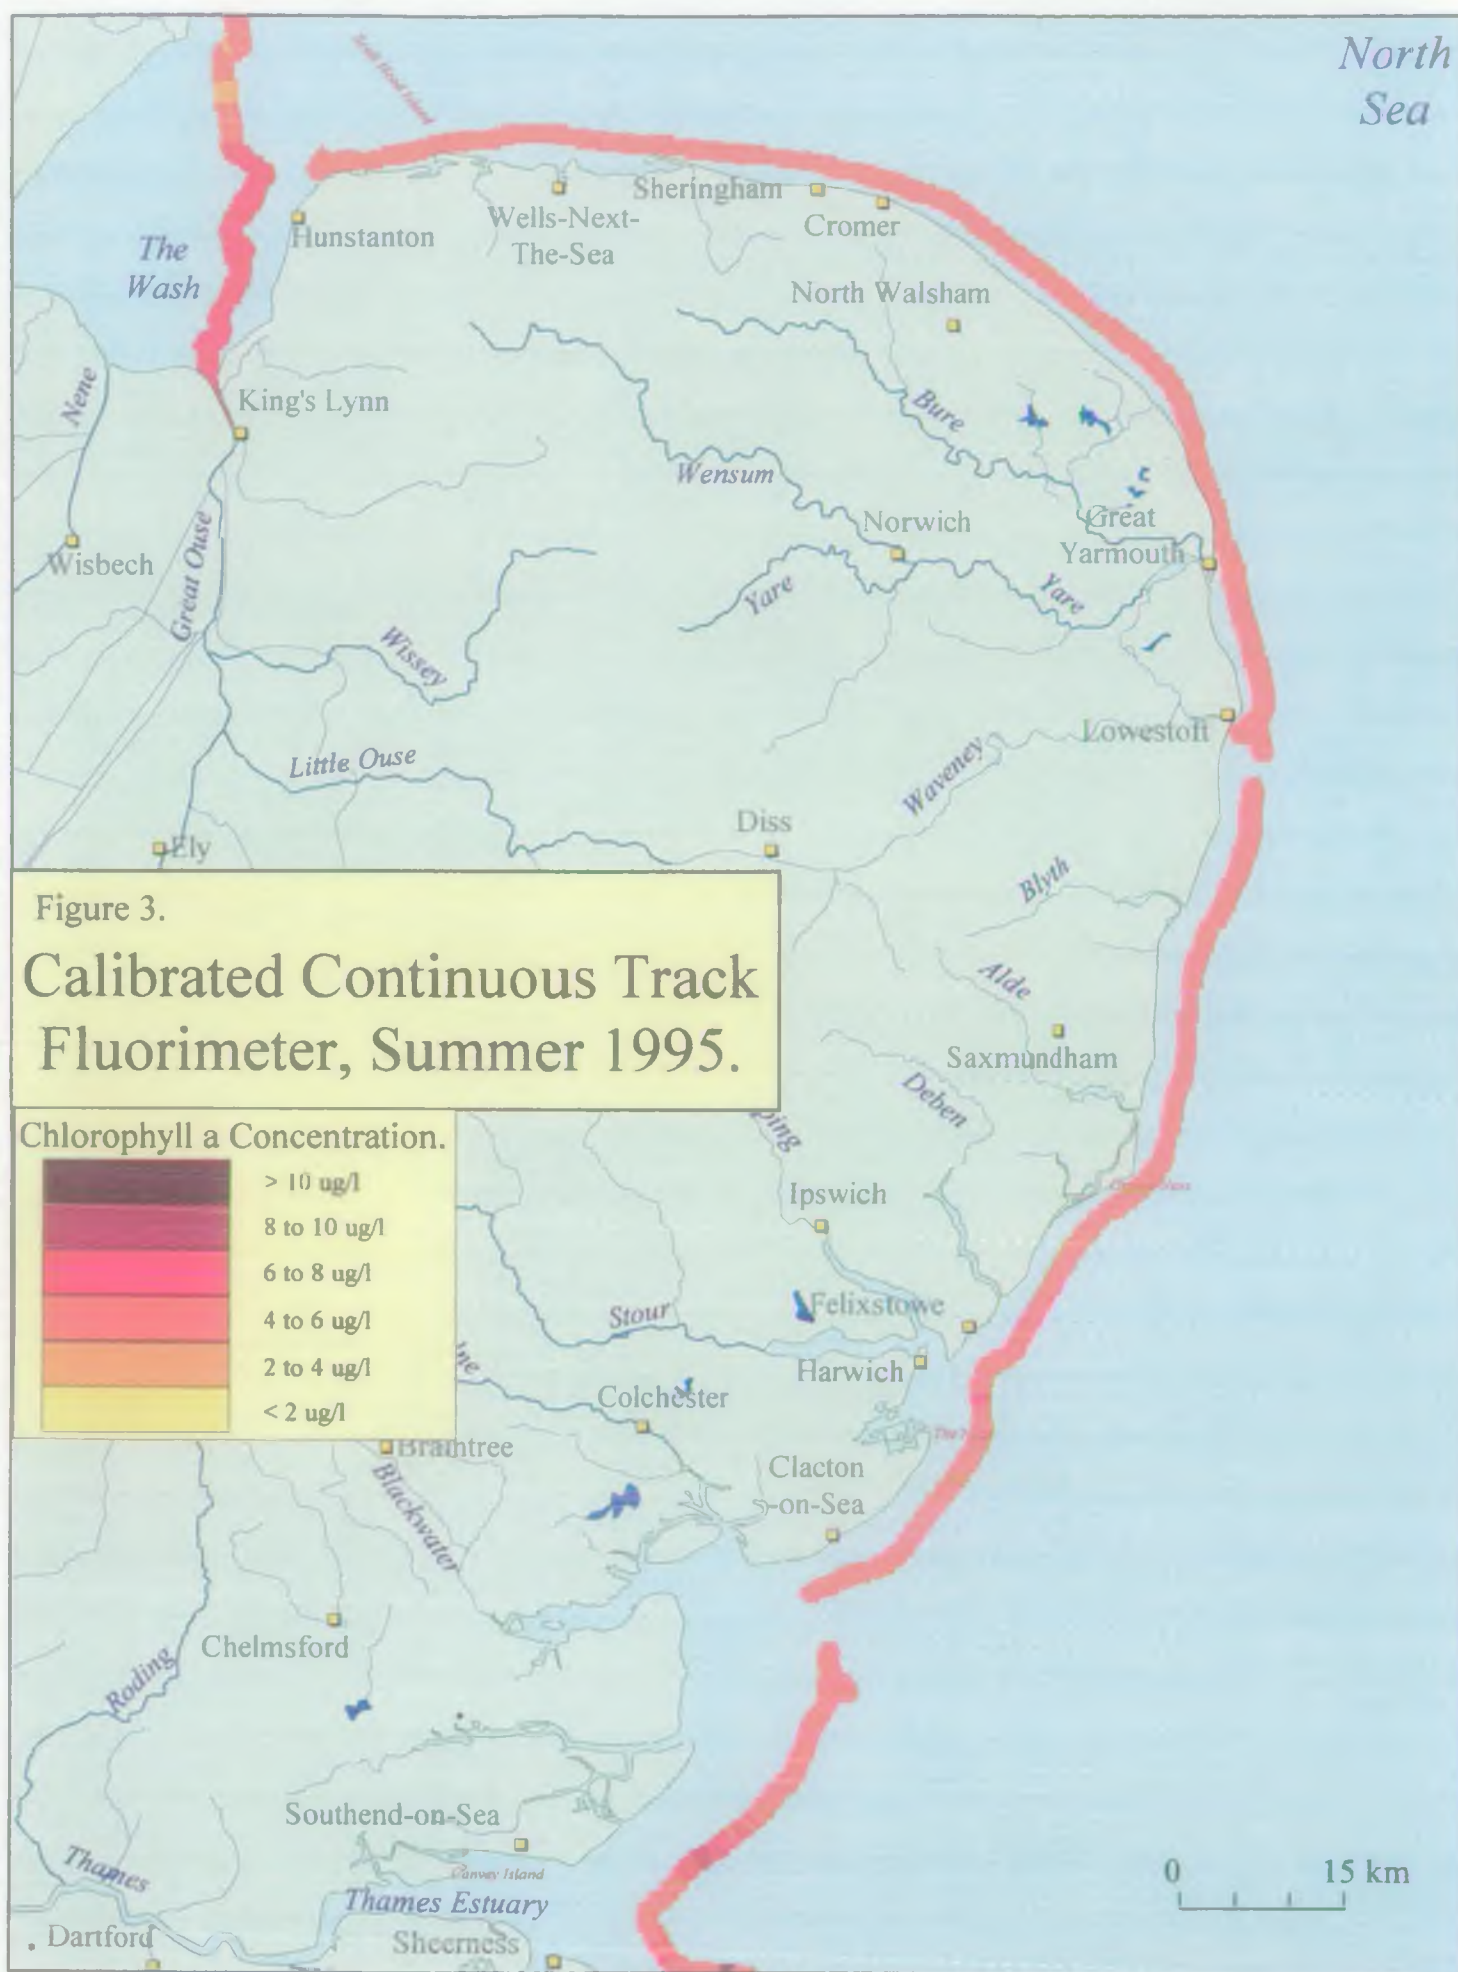 North
Sea
Sheringham
Cromer
Wells-Next-
The-Sea
Hunstanton
The
Wash
North Walsham
Nene
King's Lynn
Bure
Wensum
Norwich
Great
Yarmouth
Wisbech
Great Ouse
Yare
Yare
Wissey
Lowestoft
Little Ouse
Waveney
Diss
Ely
Blyth
Figure 3.
Calibrated Continuous Track
Fluorimeter, Summer 1995.
Alde
Saxmundham
Deben
ping
Chlorophyll a Concentration.
> 10 ug/l
8 to 10 ug/l
6 to 8 ug/l
4 to 6 ug/l
2 to 4 ug/l
< 2 ug/l
Ipswich
Felixstowe
Stour
Harwich
lne
Colchester
The
Braintree
Clacton
-on-Sea
Blackwater
Chelmsford
Roding
Southend-on-Sea
Canvey Island
Thames
Thames Estuary
0 15 km
Dartford
Sheerness